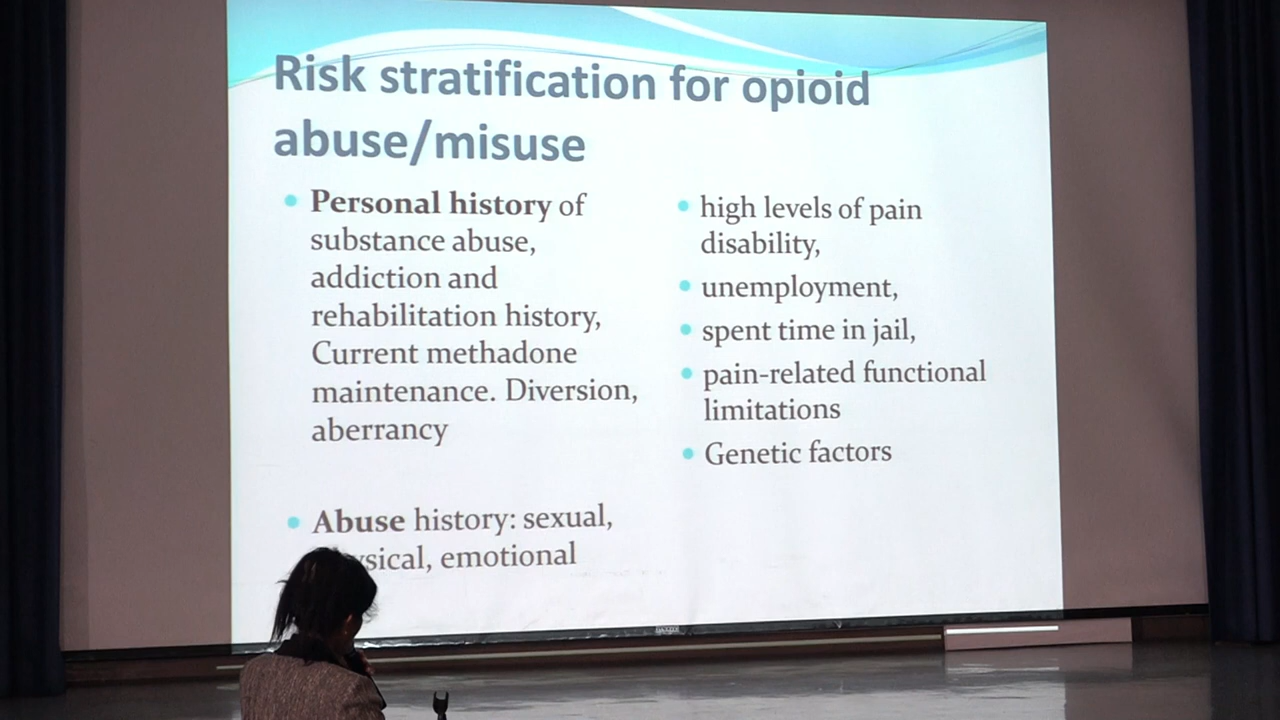 Risk stratification for opioid
abuse/misuse
Personal history of
substance abuse,
addiction and
rehabilitation history,
Current methadone
maintenance. Diversion,
aberrancy
Abuse history: sexual,
sical, emotional
high levels of pain
disability,
unemployment,
spent time in jail,
pain-related functional
limitations
Genetic factors